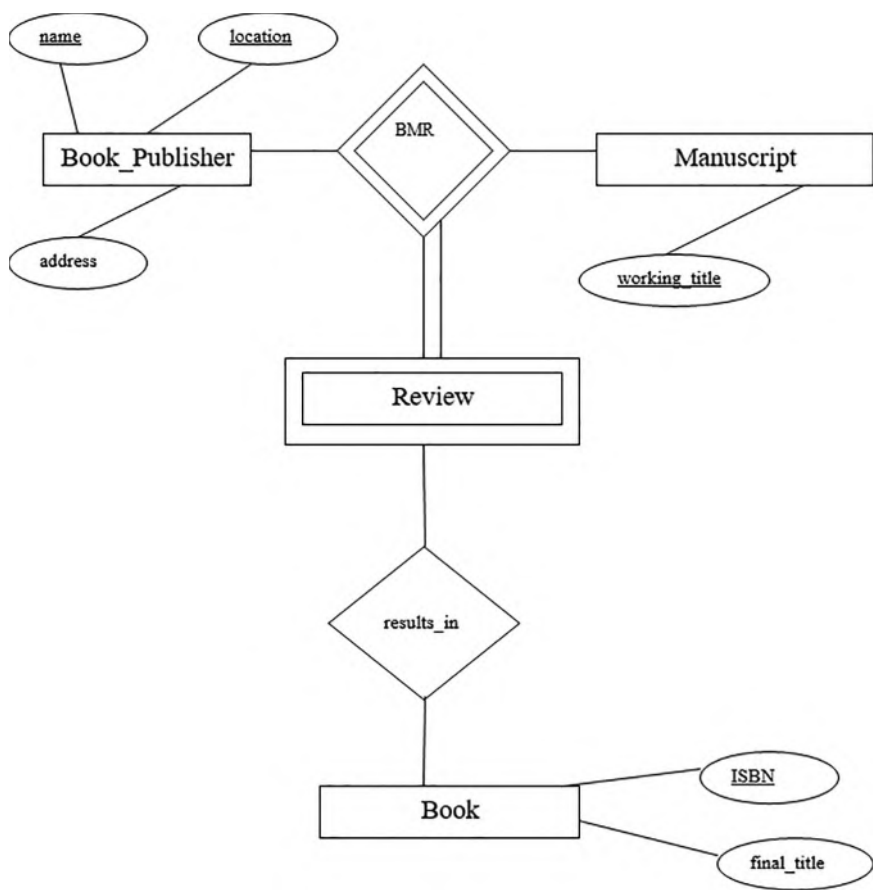 name
location
BMR
Book_Publisher
Manuscript
address
working_title
Review
results_in
ISBN
Book
final_title